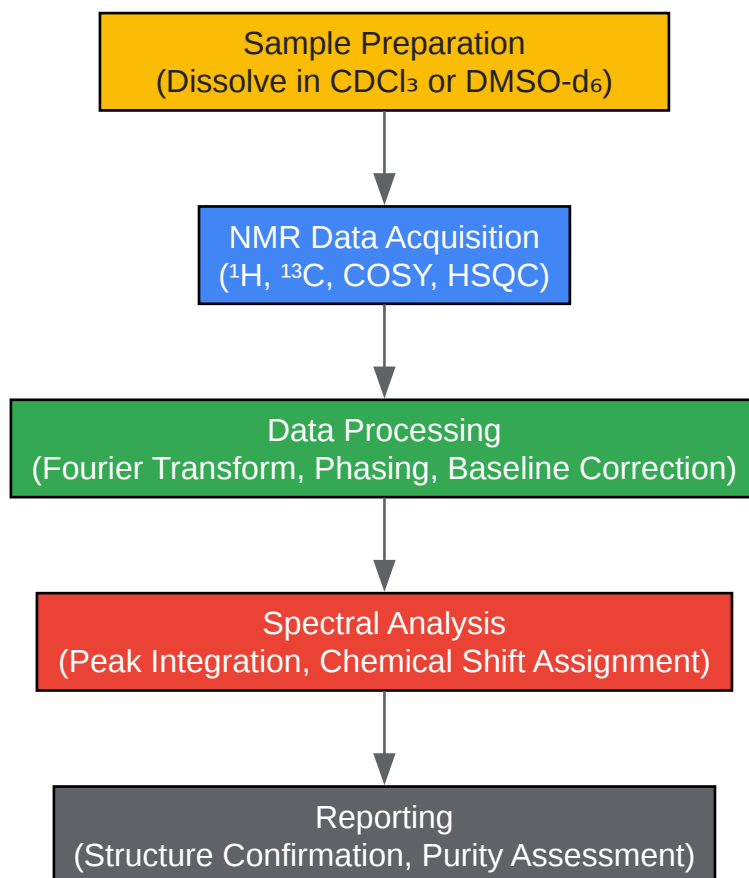 Sample Preparation
(Dissolve in CDCl₃ or DMSO-d₆)
NMR Data Acquisition
(¹H, ¹³C, COSY, HSQC)
Data Processing
(Fourier Transform, Phasing, Baseline Correction)
Spectral Analysis
(Peak Integration, Chemical Shift Assignment)
Reporting
(Structure Confirmation, Purity Assessment)